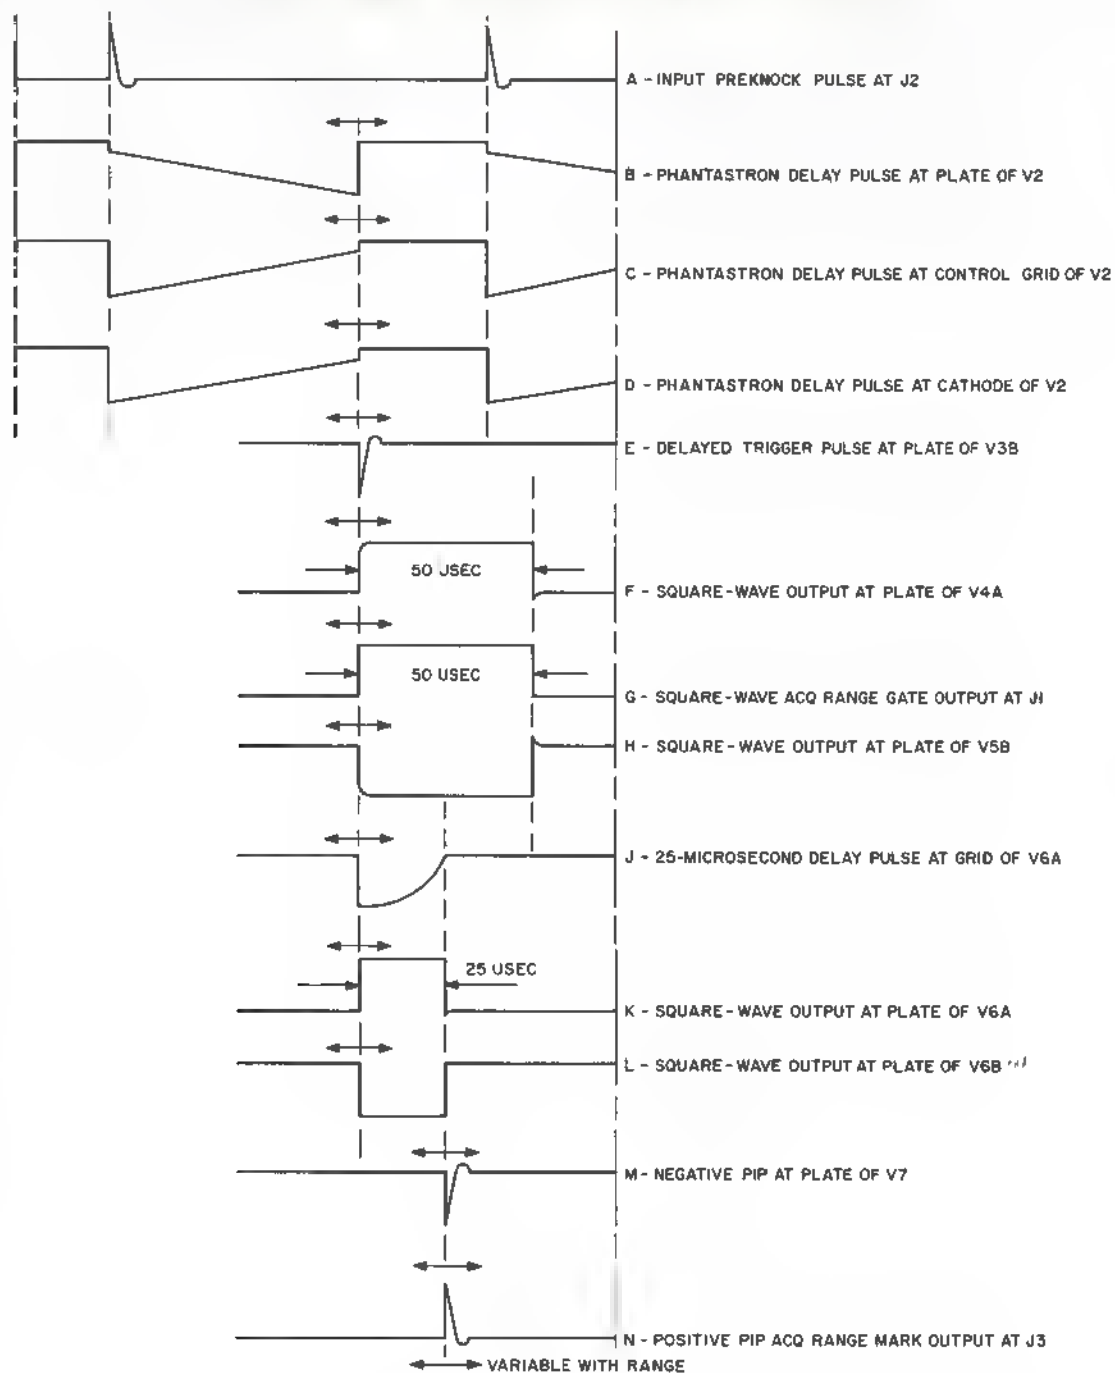 A - INPUT PREKNOCK PULSE AT J2
B - PHANTASTRON DELAY PULSE AT PLATE OF V2
C - PHANTASTRON DELAY PULSE AT CONTROL GRID OF V2
D - PHANTASTRON DELAY PULSE AT CATHODE OF V2
E - DELAYED TRIGGER PULSE AT PLATE OF V3B
50 USEC
F - SQUARE-WAVE OUTPUT AT PLATE OF V4A
50 USEC
G - SQUARE-WAVE ACQ RANGE GATE OUTPUT AT J1
H - SQUARE-WAVE OUTPUT AT PLATE OF V5B
J - 25-MICROSECOND DELAY PULSE AT GRID OF V6A
25 USEC
K - SQUARE-WAVE OUTPUT AT PLATE OF V6A
L - SQUARE-WAVE OUTPUT AT PLATE OF V6B
M - NEGATIVE PIP AT PLATE OF V7
N - POSITIVE PIP ACQ RANGE MARK OUTPUT AT J3
VARIABLE WITH RANGE